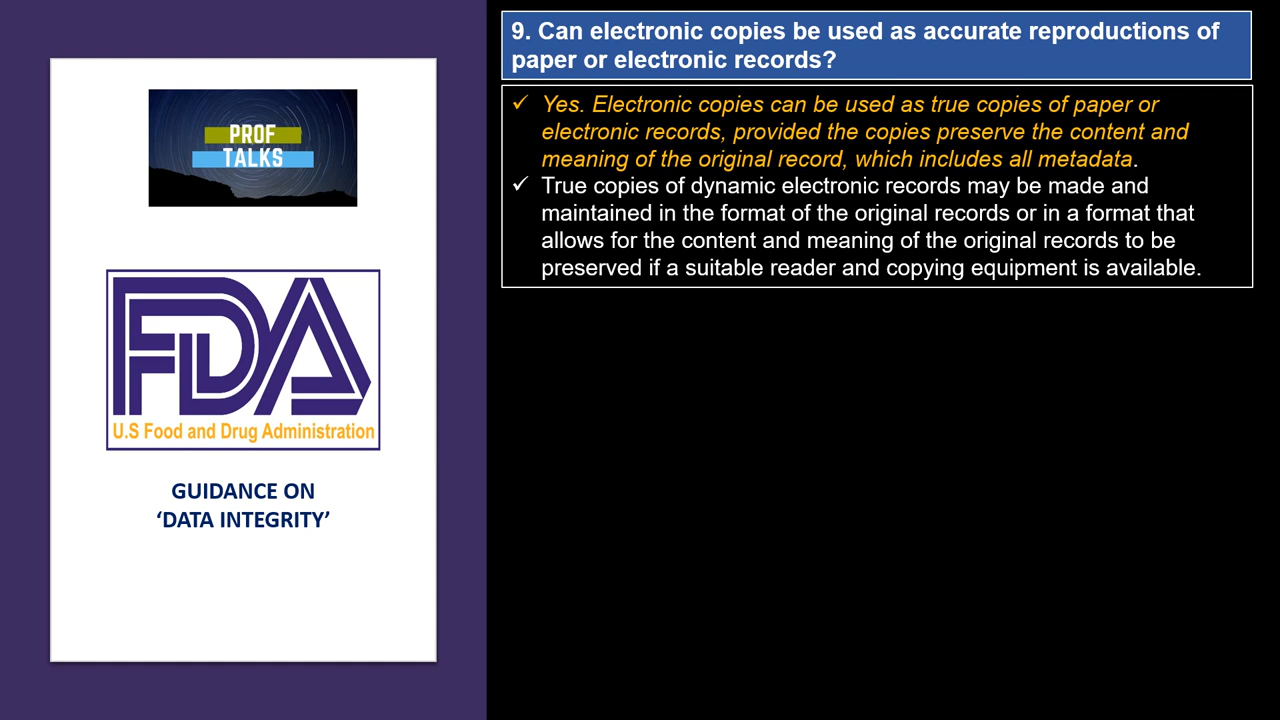 PROF
TALKS
FDA
U.S Food and Drug Administration
GUIDANCE ON
‘DATA INTEGRITY’
9. Can electronic copies be used as accurate reproductions of
paper or electronic records?
✓ Yes. Electronic copies can be used as true copies of paper or
electronic records, provided the copies preserve the content and
meaning of the original record, which includes all metadata.
✓ True copies of dynamic electronic records may be made and
maintained in the format of the original records or in a format that
allows for the content and meaning of the original records to be
preserved if a suitable reader and copying equipment is available.